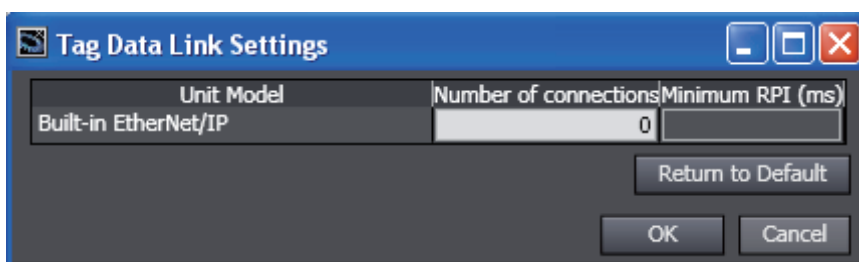 Tag Data Link Settings
Unit Model Number of connections Minimum RPI (ms)
Built-in EtherNet/IP 0
Return to Default
OK Cancel